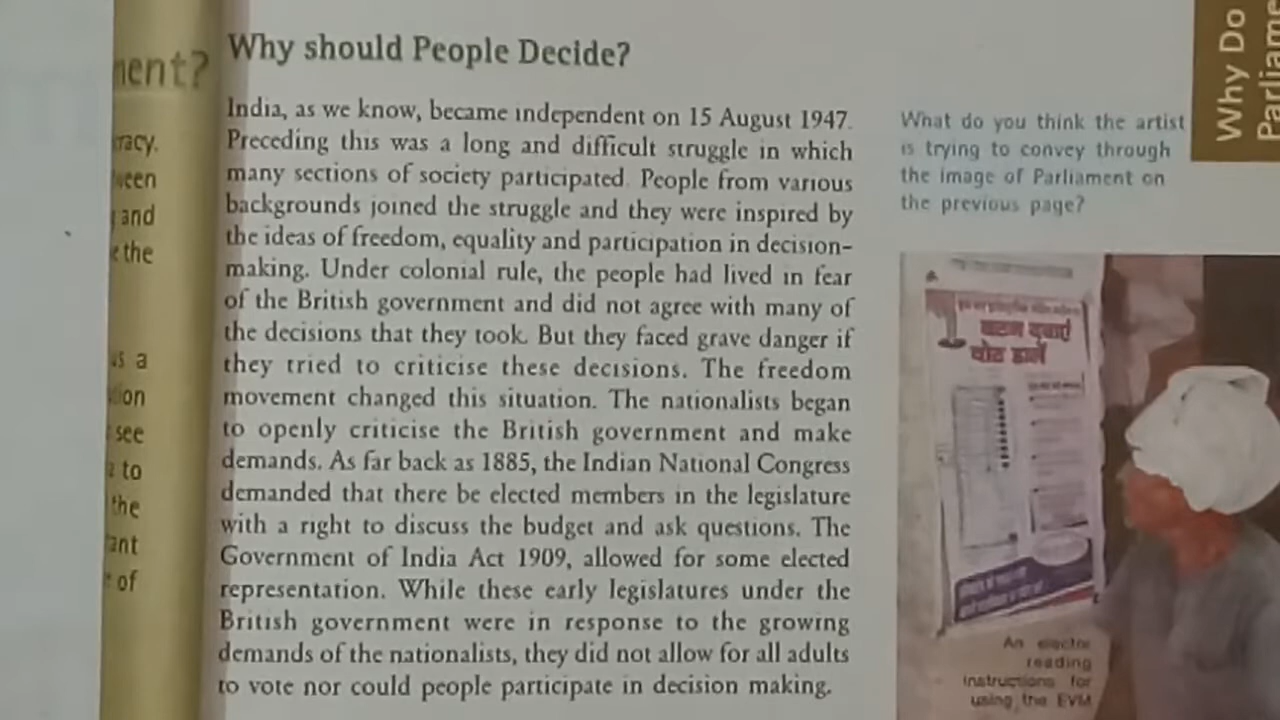 Why should People Decide?
India, as we know, became independent on 15 August 1947.
Preceding this was a long and difficult struggle in which
many sections of society participated. People from various
backgrounds joined the struggle and they were inspired by
the ideas of freedom, equality and participation in decision-
making. Under colonial rule, the people had lived in fear
of the British government and did not agree with many of
the decisions that they took. But they faced grave danger if
they tried to criticise these decisions. The freedom
movement changed this situation. The nationalists began
to openly criticise the British government and make
demands. As far back as 1885, the Indian National Congress
demanded that there be elected members in the legislature
with a right to discuss the budget and ask questions. The
Government of India Act 1909, allowed for some elected
representation. While these early legislatures under the
British government were in response to the growing
demands of the nationalists, they did not allow for all adults
to vote nor could people participate in decision making.
ment?
racy.
ween
and
e the
us a
see
to
the
ant
of
What do you think the artist
is trying to convey through
the image of Parliament on
the previous page?
Why Do
Parliame
बटन दबाएँ
वोट डालें
An elector
reading
instructions for
using the EVM